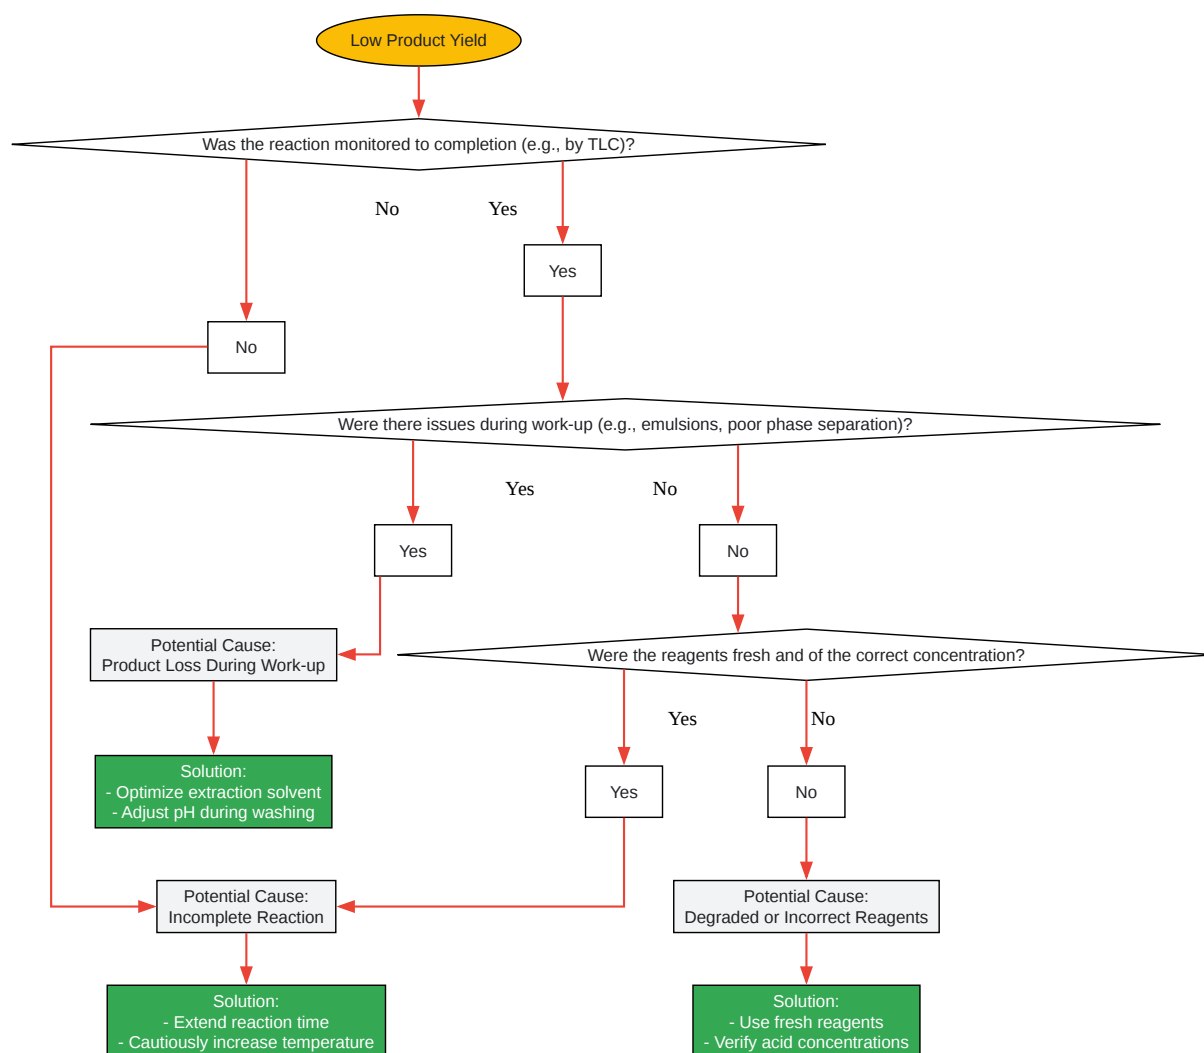 Low Product Yield
Was the reaction monitored to completion (e.g., by TLC)?
No
Yes
Yes
No
Were there issues during work-up (e.g., emulsions, poor phase separation)?
Yes
No
Yes
No
Potential Cause:
Product Loss During Work-up
Were the reagents fresh and of the correct concentration?
Yes
No
Solution:
- Optimize extraction solvent
- Adjust pH during washing
Yes
No
Potential Cause:
Incomplete Reaction
Potential Cause:
Degraded or Incorrect Reagents
Solution:
- Extend reaction time
- Cautiously increase temperature
Solution:
- Use fresh reagents
- Verify acid concentrations